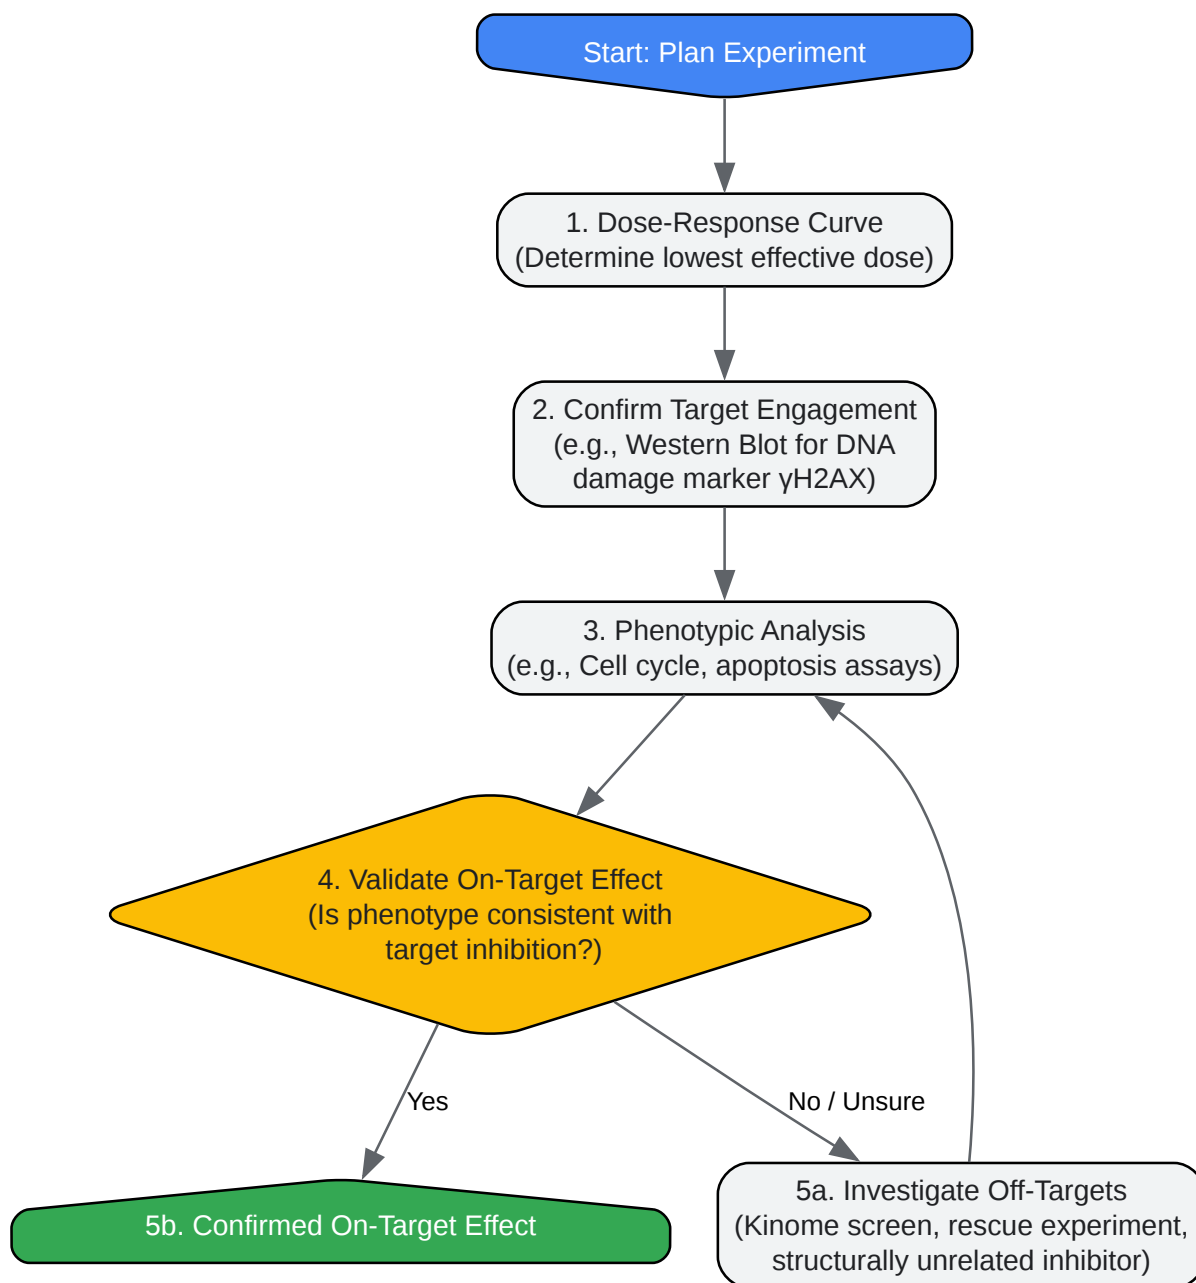 Start: Plan Experiment
1. Dose-Response Curve
(Determine lowest effective dose)
2. Confirm Target Engagement
(e.g., Western Blot for DNA
damage marker γH2AX)
3. Phenotypic Analysis
(e.g., Cell cycle, apoptosis assays)
4. Validate On-Target Effect
(Is phenotype consistent with
target inhibition?)
Yes
No / Unsure
5b. Confirmed On-Target Effect
5a. Investigate Off-Targets
(Kinome screen, rescue experiment,
structurally unrelated inhibitor)